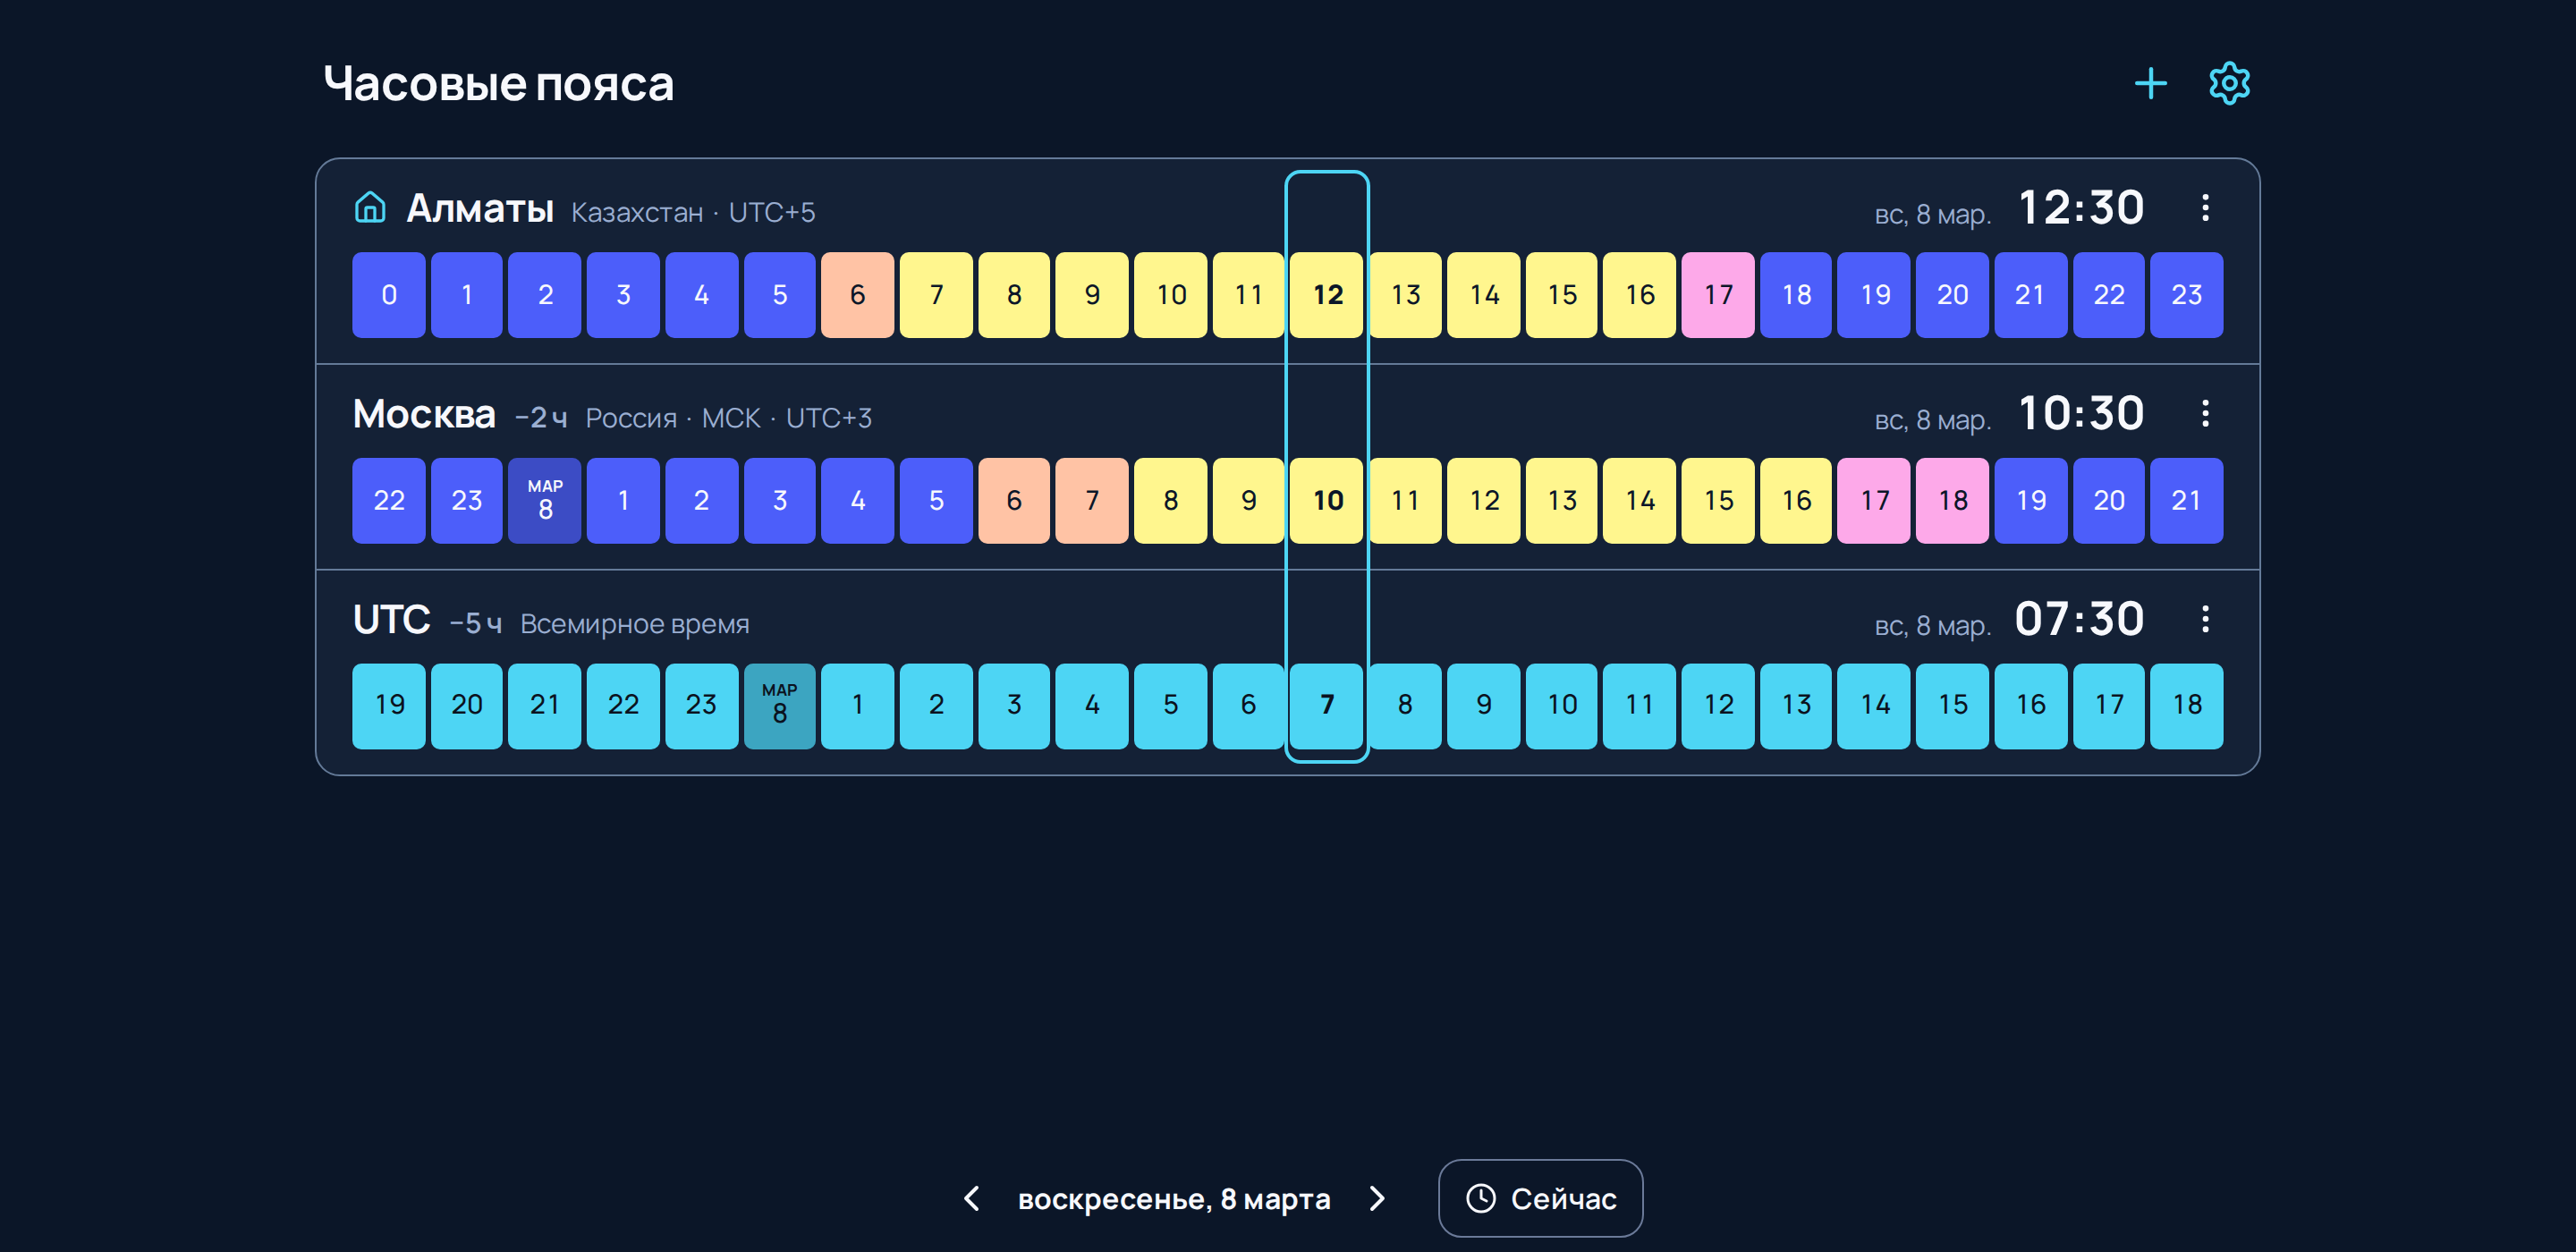 Часовые пояса
Алматы Казахстан · UTC+5 вс, 8 мар. 12:30
0 1 2 3 4 5 6 7 8 9 10 11 12 13 14 15 16 17 18 19 20 21 22 23
Москва −2 ч Россия · МСК · UTC+3 вс, 8 мар. 10:30
22 23 МАР 8 1 2 3 4 5 6 7 8 9 10 11 12 13 14 15 16 17 18 19 20 21
UTC −5 ч Всемирное время вс, 8 мар. 07:30
19 20 21 22 23 МАР 8 1 2 3 4 5 6 7 8 9 10 11 12 13 14 15 16 17 18
воскресенье, 8 марта Сейчас